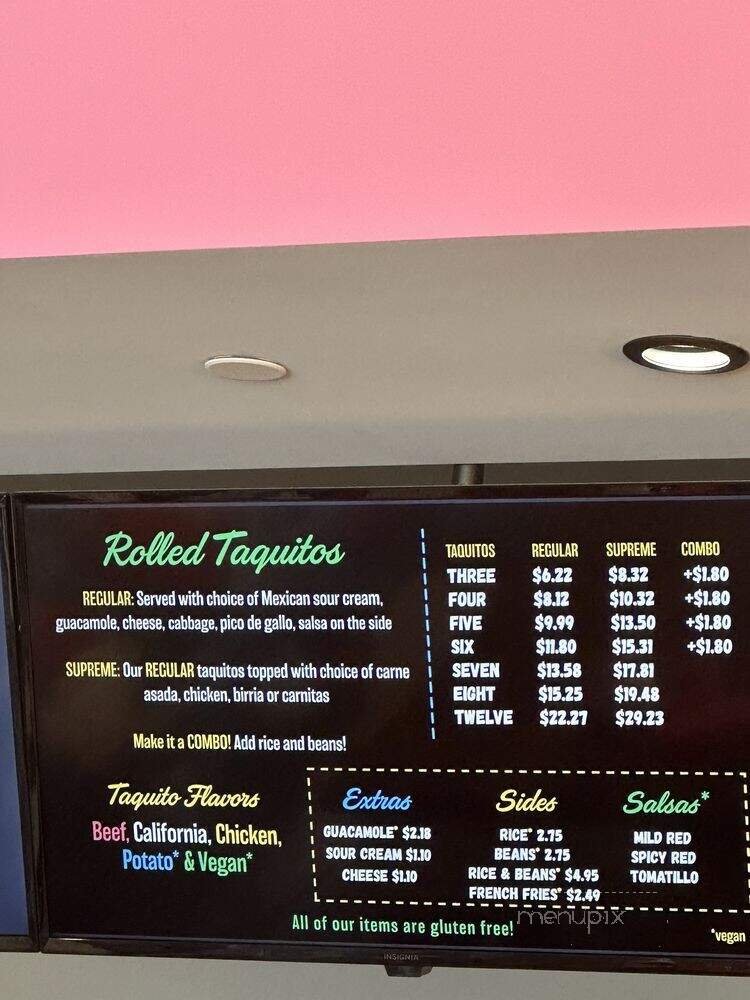 Rolled Taquitos
REGULAR: Served with choice of Mexican sour cream,
guacamole, cheese, cabbage, pico de gallo, salsa on the side
SUPREME: Our REGULAR taquitos topped with choice of carne
asada, chicken, birria or carnitas
Make it a COMBO! Add rice and beans!
TAQUITOS REGULAR SUPREME COMBO
THREE $6.22 $8.32 +$1.80
FOUR $8.12 $10.32 +$1.80
FIVE $9.99 $13.50 +$1.80
SIX $11.80 $15.31 +$1.80
SEVEN $13.58 $17.81
EIGHT $15.25 $19.48
TWELVE $22.27 $29.23
Taquito Flavors
Beef, California, Chicken,
Potato* & Vegan*
Extras
GUACAMOLE* $2.18
SOUR CREAM $1.10
CHEESE $1.10
Sides
RICE* 2.75
BEANS* 2.75
RICE & BEANS* $4.95
FRENCH FRIES* $2.49
Salsas*
MILD RED
SPICY RED
TOMATILLO
All of our items are gluten free!
*vegan
menupix
INSIGNIA